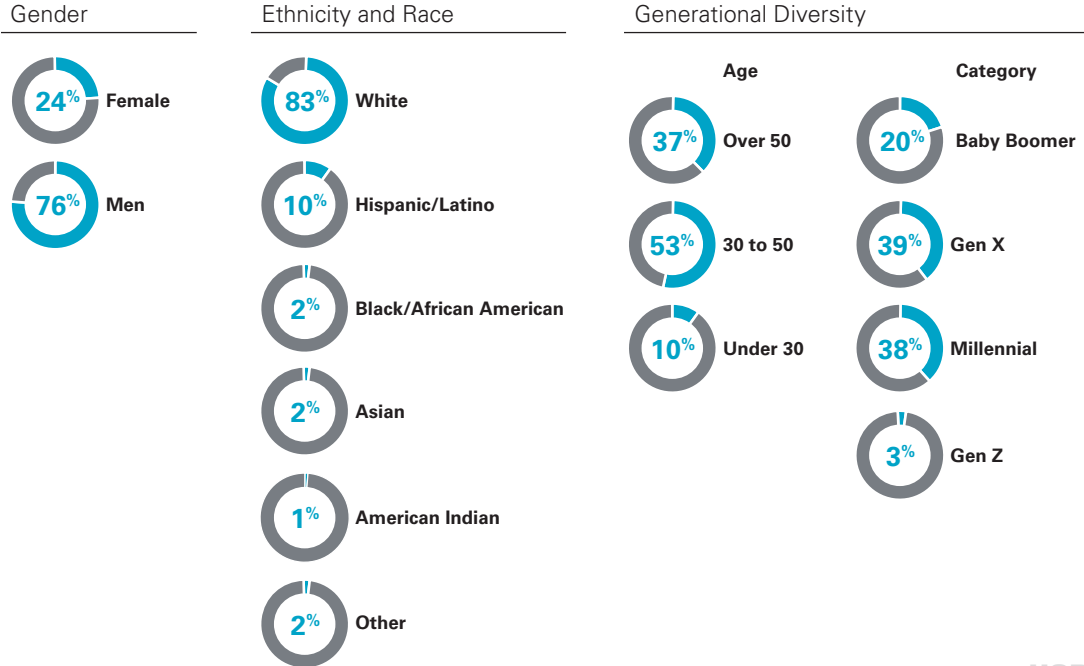 Gender
24% Female
76% Men
Ethnicity and Race
83% White
10% Hispanic/Latino
2% Black/African American
2% Asian
1% American Indian
2% Other
Generational Diversity
Age
37% Over 50
53% 30 to 50
10% Under 30
Category
20% Baby Boomer
39% Gen X
38% Millennial
3% Gen Z